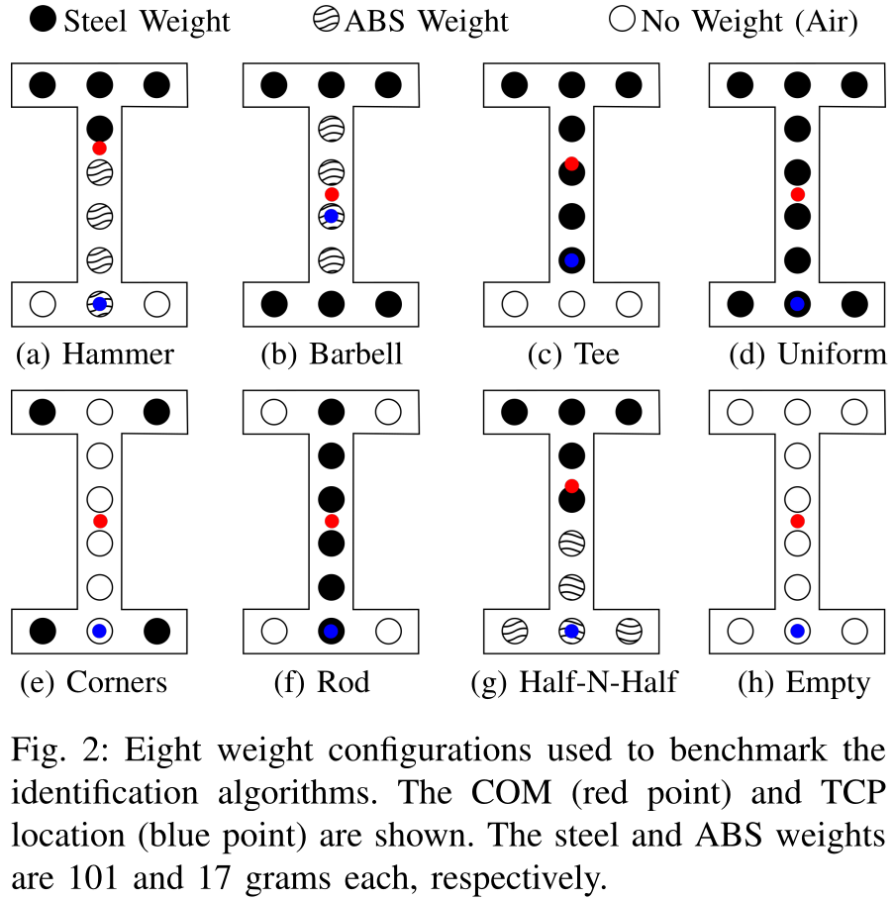 Steel Weight ABS Weight No Weight (Air)
(a) Hammer (b) Barbell (c) Tee (d) Uniform
(e) Corners (f) Rod (g) Half-N-Half (h) Empty
Fig. 2: Eight weight configurations used to benchmark the
identification algorithms. The COM (red point) and TCP
location (blue point) are shown. The steel and ABS weights
are 101 and 17 grams each, respectively.